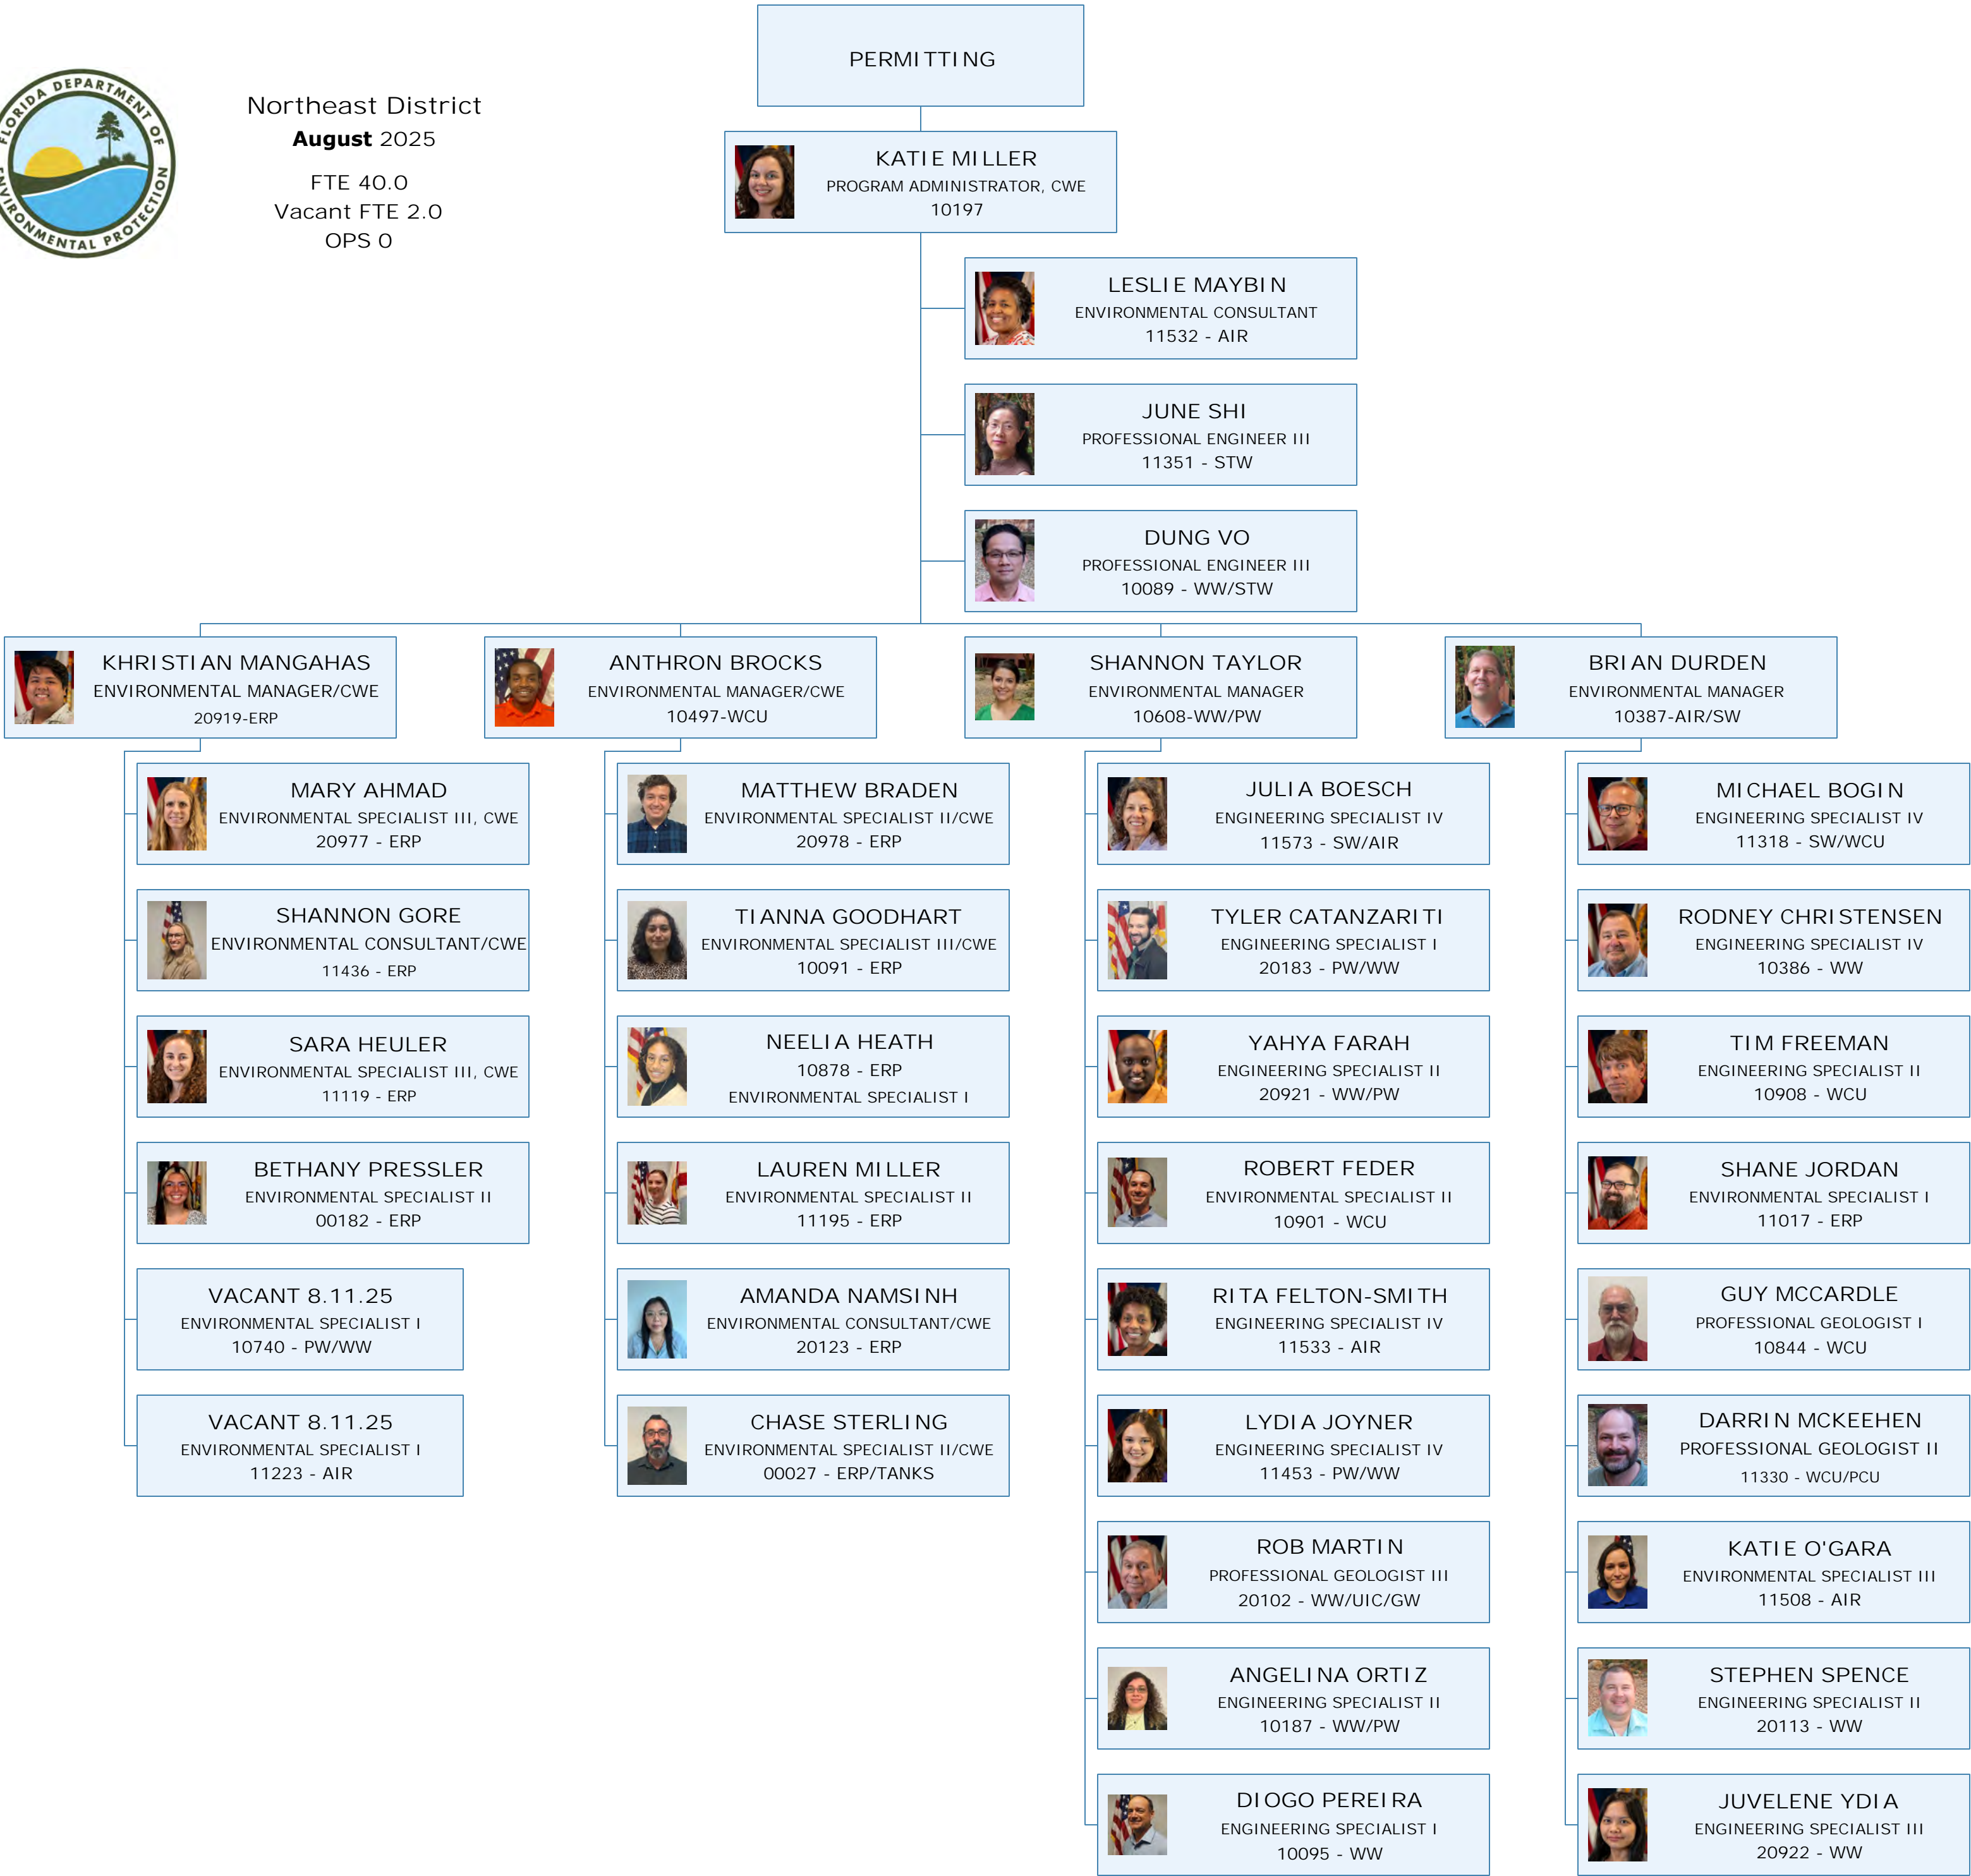 FLORIDA DEPARTMENT OF
ENVIRONMENTAL PROTECTION
Northeast District
August 2025
FTE 40.0
Vacant FTE 2.0
OPS 0
PERMITTING
KATIE MILLER
PROGRAM ADMINISTRATOR, CWE
10197
LESLIE MAYBIN
ENVIRONMENTAL CONSULTANT
11532 - AIR
JUNE SHI
PROFESSIONAL ENGINEER III
11351 - STW
DUNG VO
PROFESSIONAL ENGINEER III
10089 - WW/STW
KHRISTIAN MANGAHAS
ENVIRONMENTAL MANAGER/CWE
20919-ERP
MARY AHMAD
ENVIRONMENTAL SPECIALIST III, CWE
20977 - ERP
SHANNON GORE
ENVIRONMENTAL CONSULTANT/CWE
11436 - ERP
SARA HEULER
ENVIRONMENTAL SPECIALIST III, CWE
11119 - ERP
BETHANY PRESSLER
ENVIRONMENTAL SPECIALIST II
00182 - ERP
VACANT 8.11.25
ENVIRONMENTAL SPECIALIST I
10740 - PW/WW
VACANT 8.11.25
ENVIRONMENTAL SPECIALIST I
11223 - AIR
ANTHRON BROCKS
ENVIRONMENTAL MANAGER/CWE
10497-WCU
MATTHEW BRADEN
ENVIRONMENTAL SPECIALIST II/CWE
20978 - ERP
TIANNA GOODHART
ENVIRONMENTAL SPECIALIST III/CWE
10091 - ERP
NEELIA HEATH
10878 - ERP
ENVIRONMENTAL SPECIALIST I
LAUREN MILLER
ENVIRONMENTAL SPECIALIST II
11195 - ERP
AMANDA NAMSINH
ENVIRONMENTAL CONSULTANT/CWE
20123 - ERP
CHASE STERLING
ENVIRONMENTAL SPECIALIST II/CWE
00027 - ERP/TANKS
SHANNON TAYLOR
ENVIRONMENTAL MANAGER
10608-WW/PW
JULIA BOESCH
ENGINEERING SPECIALIST IV
11573 - SW/AIR
TYLER CATANZARITI
ENGINEERING SPECIALIST I
20183 - PW/WW
YAHYA FARAH
ENGINEERING SPECIALIST II
20921 - WW/PW
ROBERT FEDER
ENVIRONMENTAL SPECIALIST II
10901 - WCU
RITA FELTON-SMITH
ENGINEERING SPECIALIST IV
11533 - AIR
LYDIA JOYNER
ENGINEERING SPECIALIST IV
11453 - PW/WW
ROB MARTIN
PROFESSIONAL GEOLOGIST III
20102 - WW/UIC/GW
ANGELINA ORTIZ
ENGINEERING SPECIALIST II
10187 - WW/PW
DIOGO PEREIRA
ENGINEERING SPECIALIST I
10095 - WW
BRIAN DURDEN
ENVIRONMENTAL MANAGER
10387-AIR/SW
MICHAEL BOGIN
ENGINEERING SPECIALIST IV
11318 - SW/WCU
RODNEY CHRISTENSEN
ENGINEERING SPECIALIST IV
10386 - WW
TIM FREEMAN
ENGINEERING SPECIALIST II
10908 - WCU
SHANE JORDAN
ENVIRONMENTAL SPECIALIST I
11017 - ERP
GUY MCCARDLE
PROFESSIONAL GEOLOGIST I
10844 - WCU
DARRIN MCKEEHEN
PROFESSIONAL GEOLOGIST II
11330 - WCU/PCU
KATIE O'GARA
ENVIRONMENTAL SPECIALIST III
11508 - AIR
STEPHEN SPENCE
ENGINEERING SPECIALIST II
20113 - WW
JUVELENE YDIA
ENGINEERING SPECIALIST III
20922 - WW